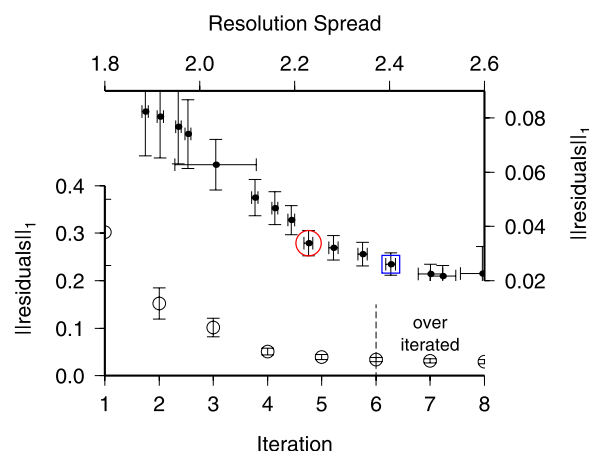 Resolution Spread
1.8 2.0 2.2 2.4 2.6
0.08
0.06
0.04
0.02
||residuals||1
0.4
0.3
0.2
0.1
0.0
||residuals||1
over
iterated
1 2 3 4 5 6 7 8
Iteration